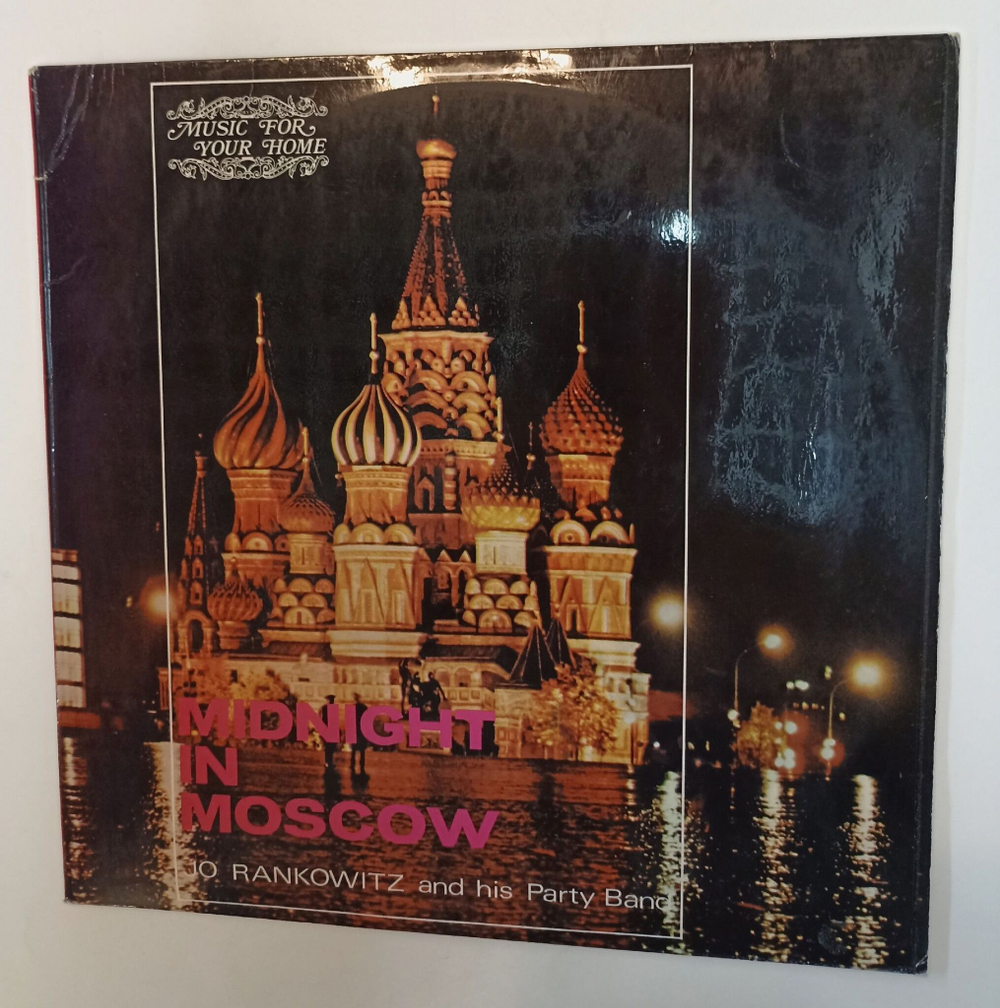 MUSIC FOR
YOUR HOME
MIDNIGHT
IN
MOSCOW
JO RANKOWITZ and his Party Band